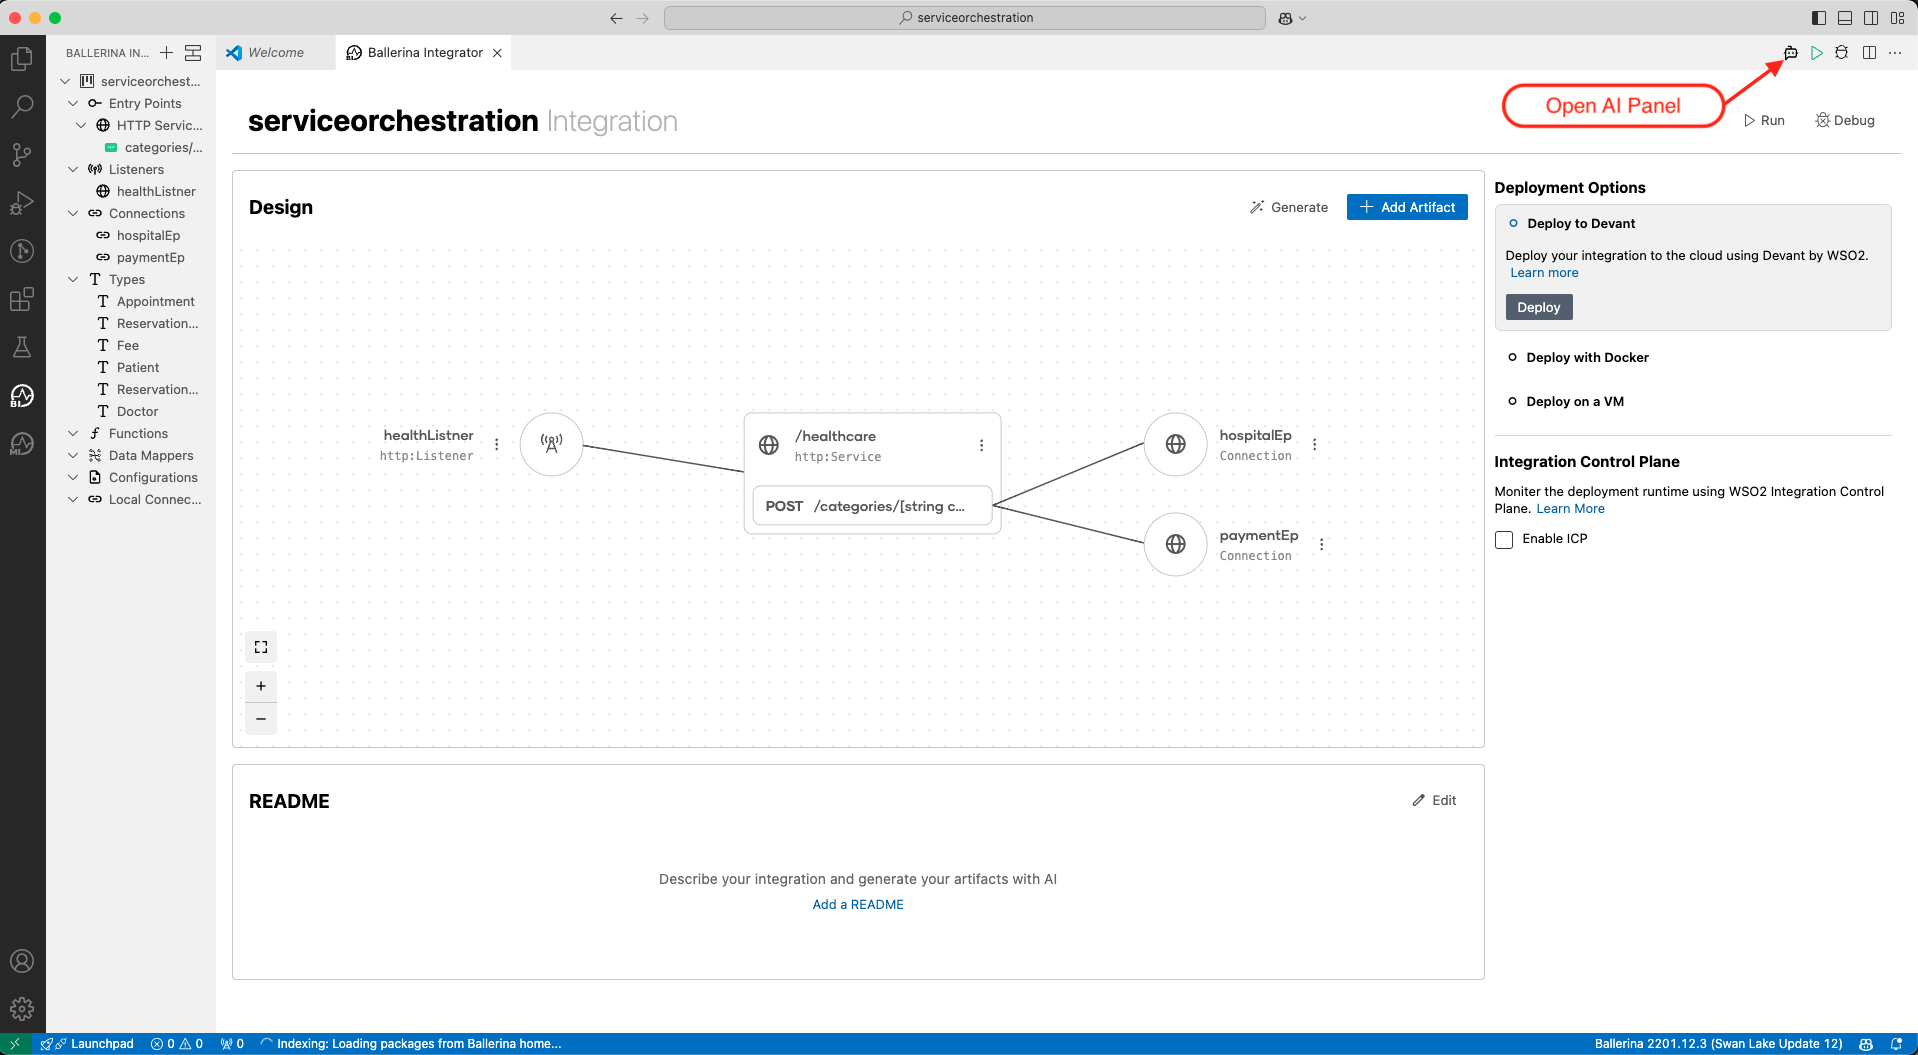 serviceorchestration
BALLERINA IN...
Welcome
Ballerina Integrator
Open AI Panel
serviceorchest...
Entry Points
HTTP Servic...
categories/...
Listeners
healthListner
Connections
hospitalEp
paymentEp
Types
Appointment
Reservation...
Fee
Patient
Reservation...
Doctor
Functions
Data Mappers
Configurations
Local Connec...
serviceorchestration Integration
Run
Debug
Design
Generate
Add Artifact
healthListner
http:Listener
/healthcare
http:Service
POST /categories/[string c...
hospitalEp
Connection
paymentEp
Connection
README
Edit
Describe your integration and generate your artifacts with AI
Add a README
Deployment Options
Deploy to Devant
Deploy your integration to the cloud using Devant by WSO2.
Learn more
Deploy
Deploy with Docker
Deploy on a VM
Integration Control Plane
Moniter the deployment runtime using WSO2 Integration Control
Plane. Learn More
Enable ICP
BI
MI
Launchpad
0 0
0
Indexing: Loading packages from Ballerina home...
Ballerina 2201.12.3 (Swan Lake Update 12)